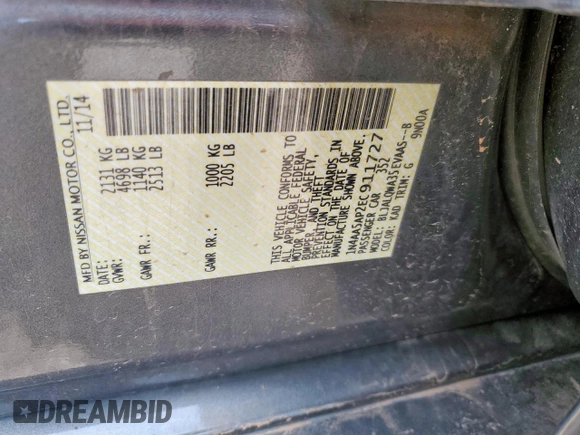 MFD BY NISSAN MOTOR CO., LTD.
DATE: 11/14
GVWR: 2131 KG
4698 LB
GAWR FR.: 1140 KG
2513 LB
GAWR RR.: 1000 KG
2205 LB
THIS VEHICLE CONFORMS TO
ALL APPLICABLE FEDERAL
MOTOR VEHICLE SAFETY,
BUMPER, AND THEFT
PREVENTION STANDARDS IN
EFFECT ON THE DATE OF
MANUFACTURE SHOWN ABOVE.
1N4AA5AP2EC911727
PASSENGER CAR 352
MODEL: BLJALQWA35EVAAS---B
COLOR: KAD TRIM: G 9N00A
DREAMBID